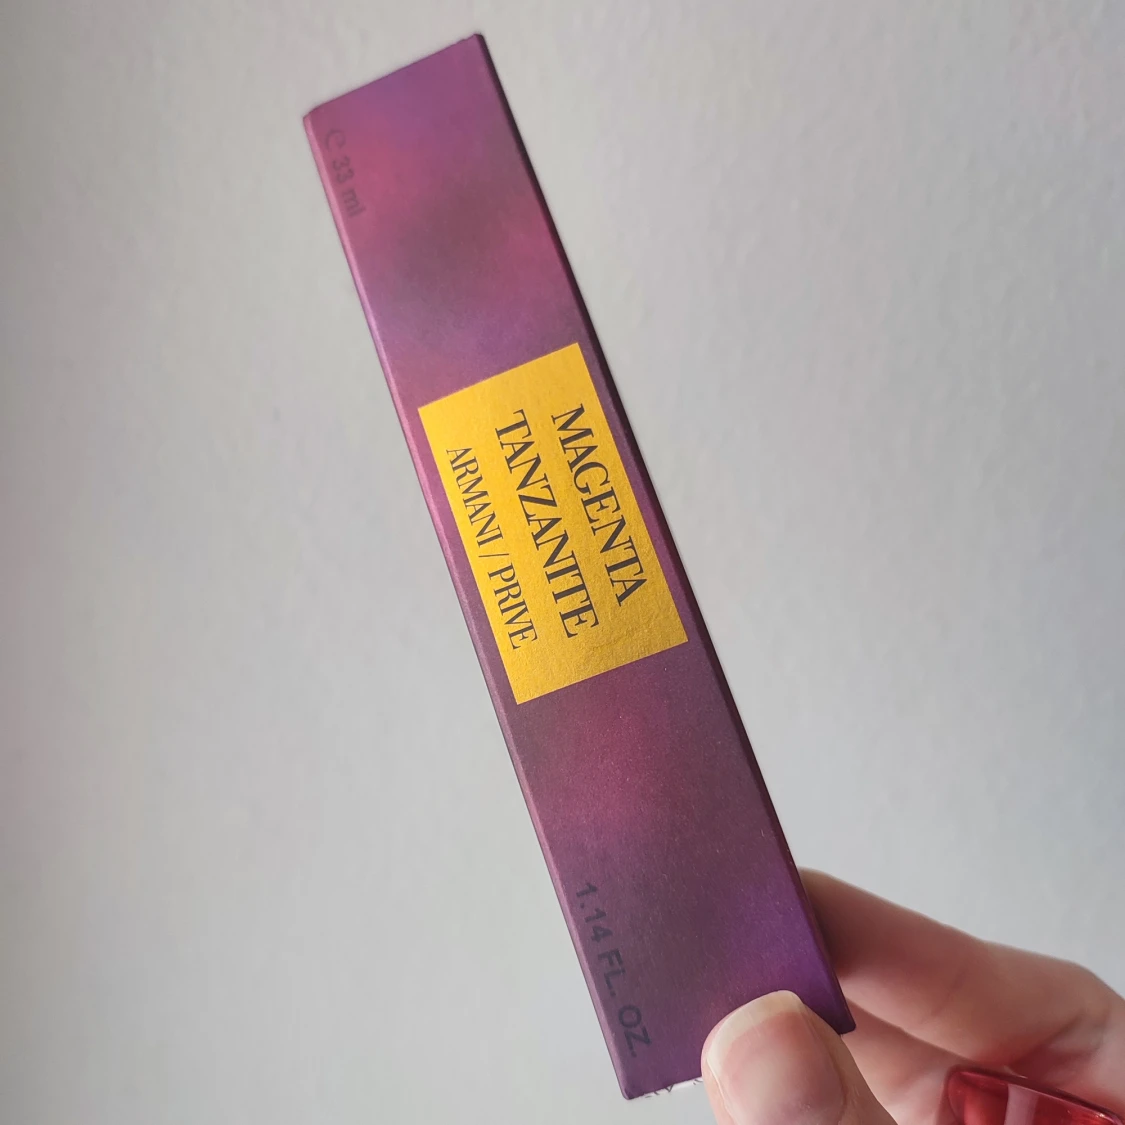 ℮ 33 ml
MAGENTA
TANZANITE
ARMANI / PRIVE
1.14 FL. OZ.